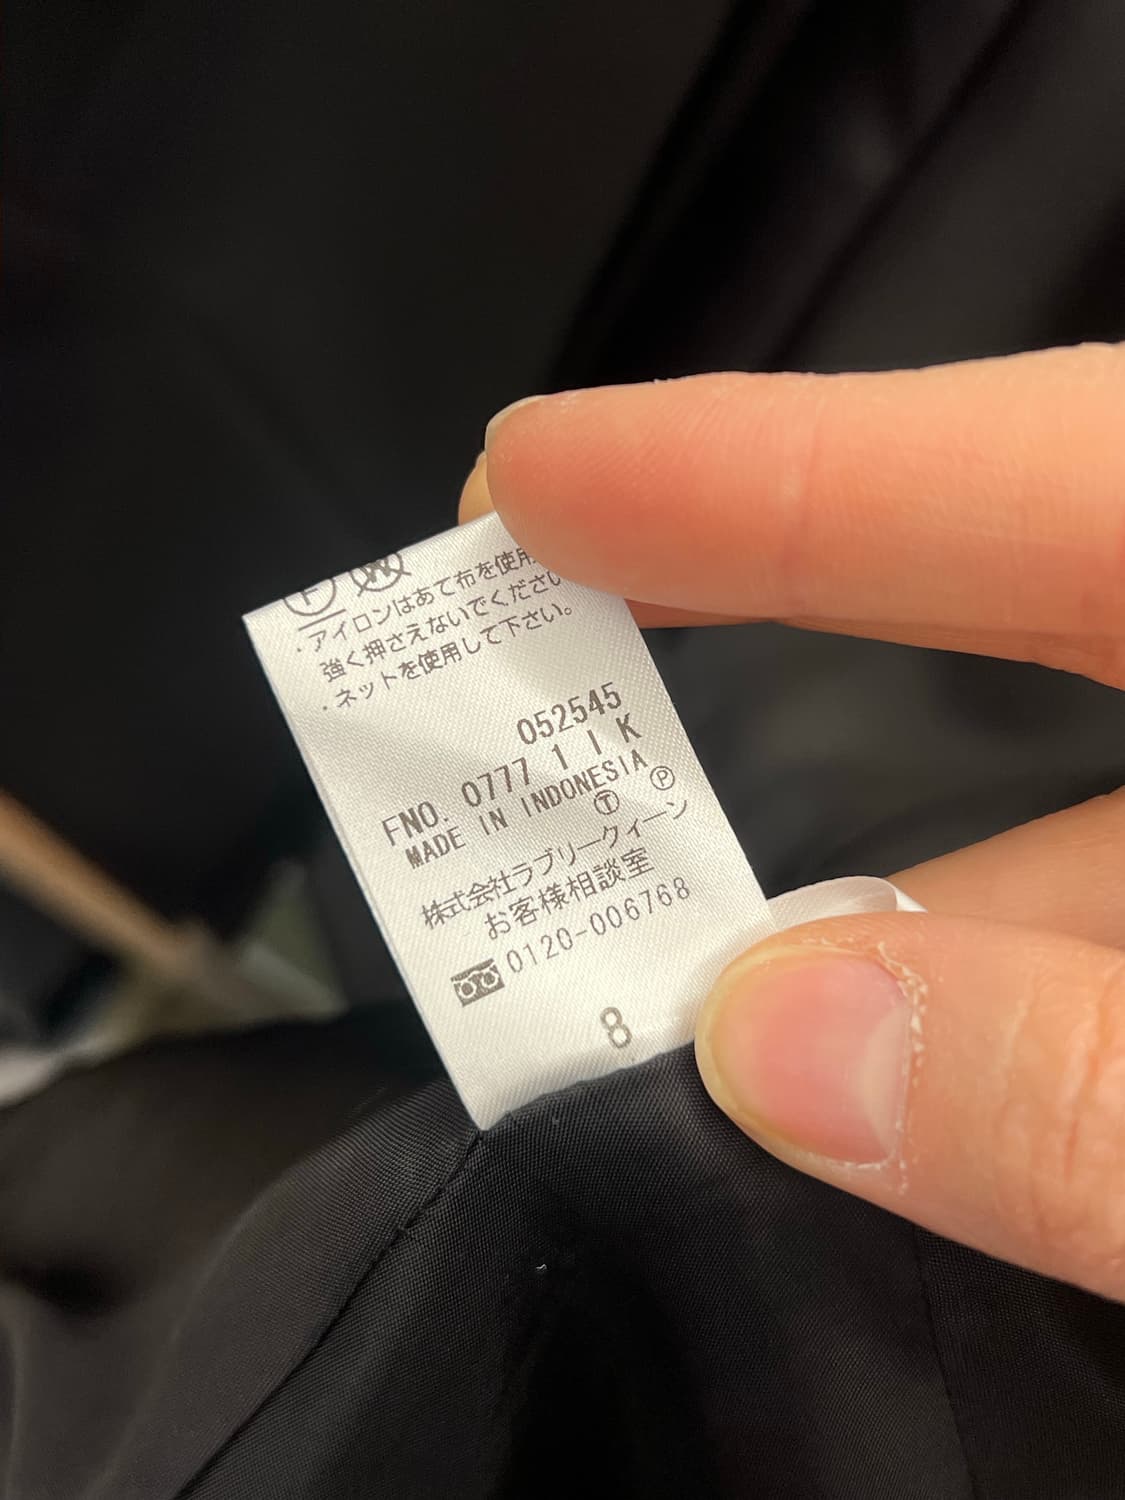 Ⓕ Ⓦ
・アイロンはあて布を使用
強く押さえないでください
・ネットを使用して下さい。
052545
FNO. 0777 1 I K
MADE IN INDONESIA
Ⓣ Ⓟ
株式会社ラブリークィーン
お客様相談室
0120-006768
8